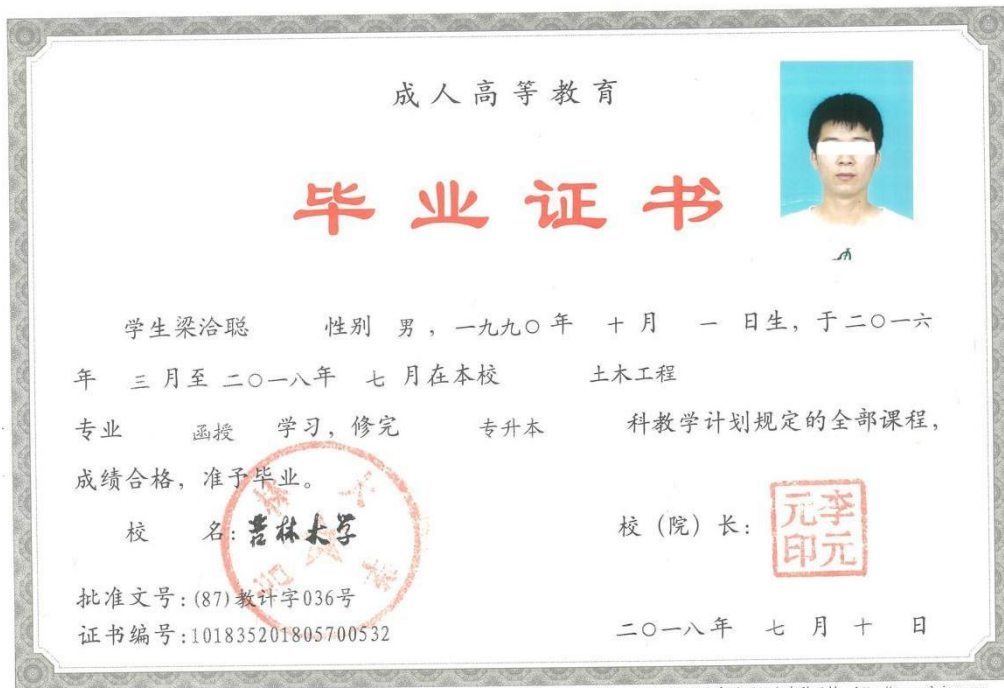 成人高等教育
毕业证书
学生梁洽聪 性别 男，一九九〇年 十月 一 日生，于二〇一六
年 三月至二〇一八年 七 月在本校 土木工程
专业 函授 学习，修完 专升本 科教学计划规定的全部课程，
成绩合格，准予毕业。
校 名：吉林大学
吉林大学
校（院）长：
李元元印
批准文号：(87)教计字036号
证书编号：101835201805700532
二〇一八年 七 月 十 日